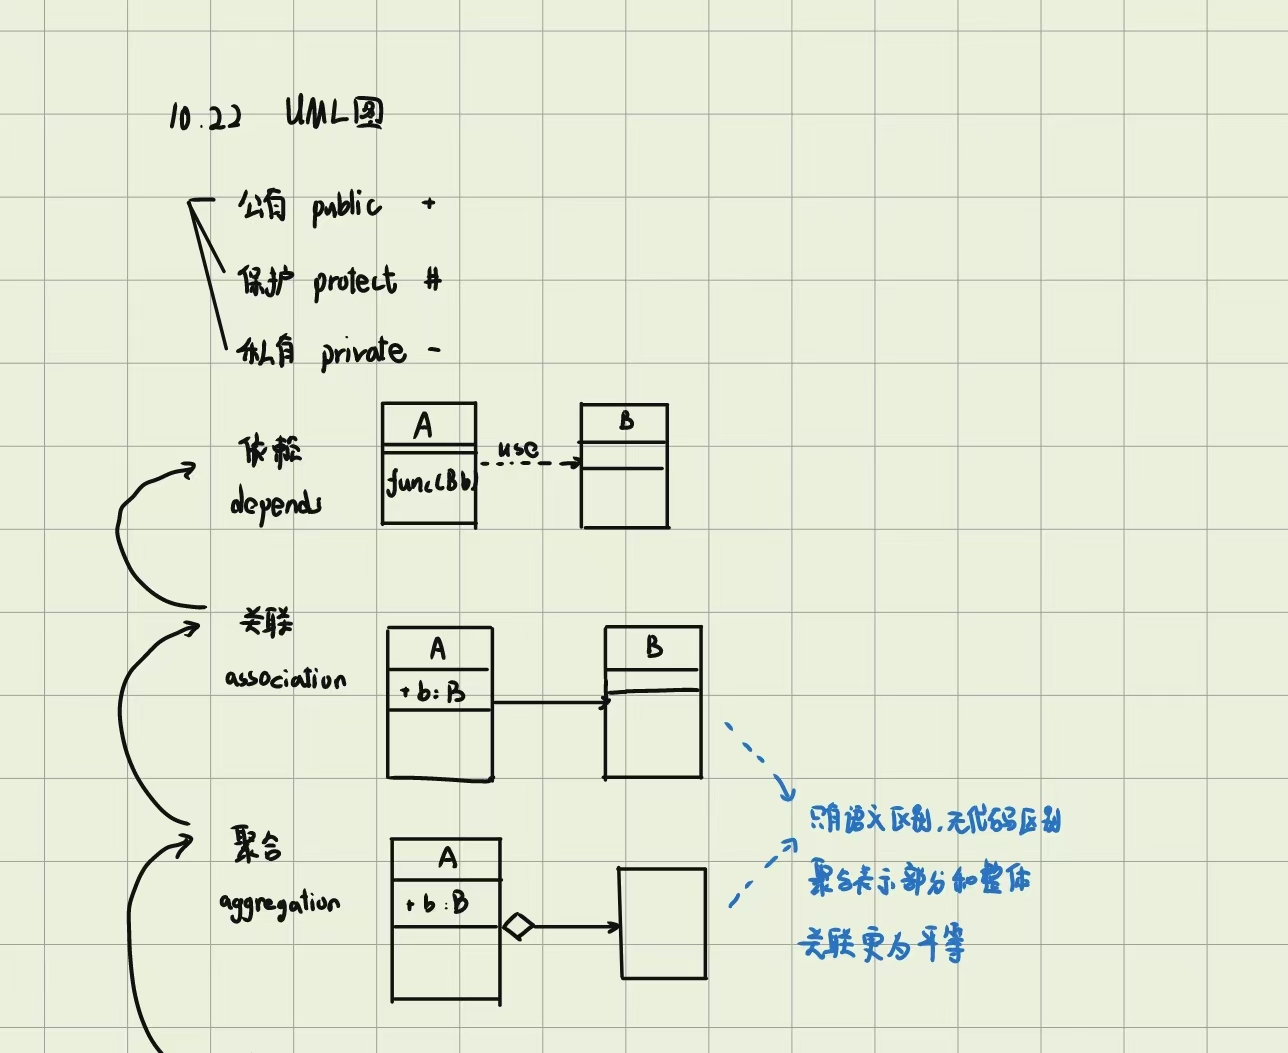 10.22 UML图
公有 public +
保护 protect #
私有 private -
依赖
depends
A
func(B b)
use
B
关联
association
A
+ b: B
B
只有语义区别,无代码区别
聚合表示部分和整体
关联更为平等
聚合
aggregation
A
+ b: B